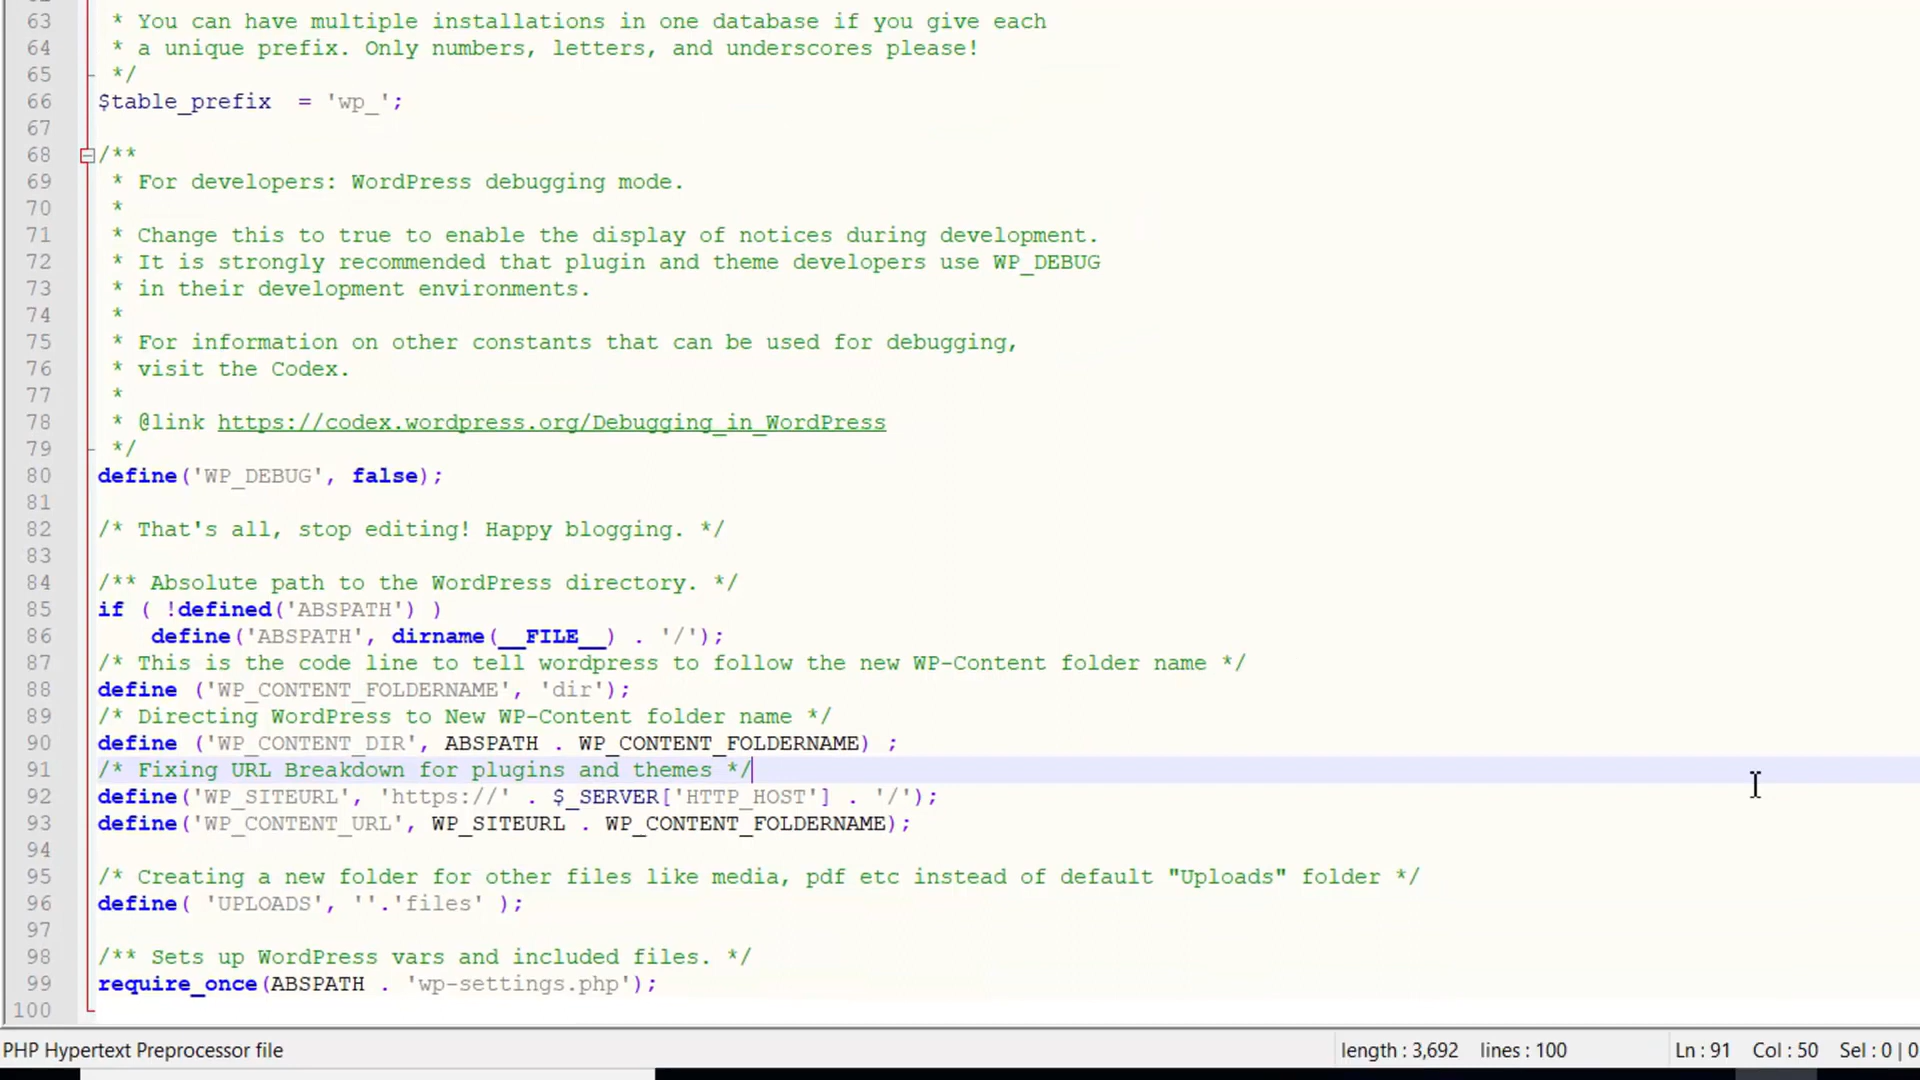 63 * You can have multiple installations in one database if you give each
64 * a unique prefix. Only numbers, letters, and underscores please!
65 */
66 $table_prefix  = 'wp_';
67
68 /**
69 * For developers: WordPress debugging mode.
70 *
71 * Change this to true to enable the display of notices during development.
72 * It is strongly recommended that plugin and theme developers use WP_DEBUG
73 * in their development environments.
74 *
75 * For information on other constants that can be used for debugging,
76 * visit the Codex.
77 *
78 * @link https://codex.wordpress.org/Debugging_in_WordPress
79 */
80 define('WP_DEBUG', false);
81
82 /* That's all, stop editing! Happy blogging. */
83
84 /** Absolute path to the WordPress directory. */
85 if ( !defined('ABSPATH') )
86     define('ABSPATH', dirname(__FILE__) . '/');
87 /* This is the code line to tell wordpress to follow the new WP-Content folder name */
88 define ('WP_CONTENT_FOLDERNAME', 'dir');
89 /* Directing WordPress to New WP-Content folder name */
90 define ('WP_CONTENT_DIR', ABSPATH . WP_CONTENT_FOLDERNAME) ;
91 /* Fixing URL Breakdown for plugins and themes */
92 define('WP_SITEURL', 'https://' . $_SERVER['HTTP_HOST'] . '/');
93 define('WP_CONTENT_URL', WP_SITEURL . WP_CONTENT_FOLDERNAME);
94
95 /* Creating a new folder for other files like media, pdf etc instead of default "Uploads" folder */
96 define( 'UPLOADS', ''.'files' );
97
98 /** Sets up WordPress vars and included files. */
99 require_once(ABSPATH . 'wp-settings.php');
100
PHP Hypertext Preprocessor file length : 3,692 lines : 100 Ln : 91 Col : 50 Sel : 0 | 0